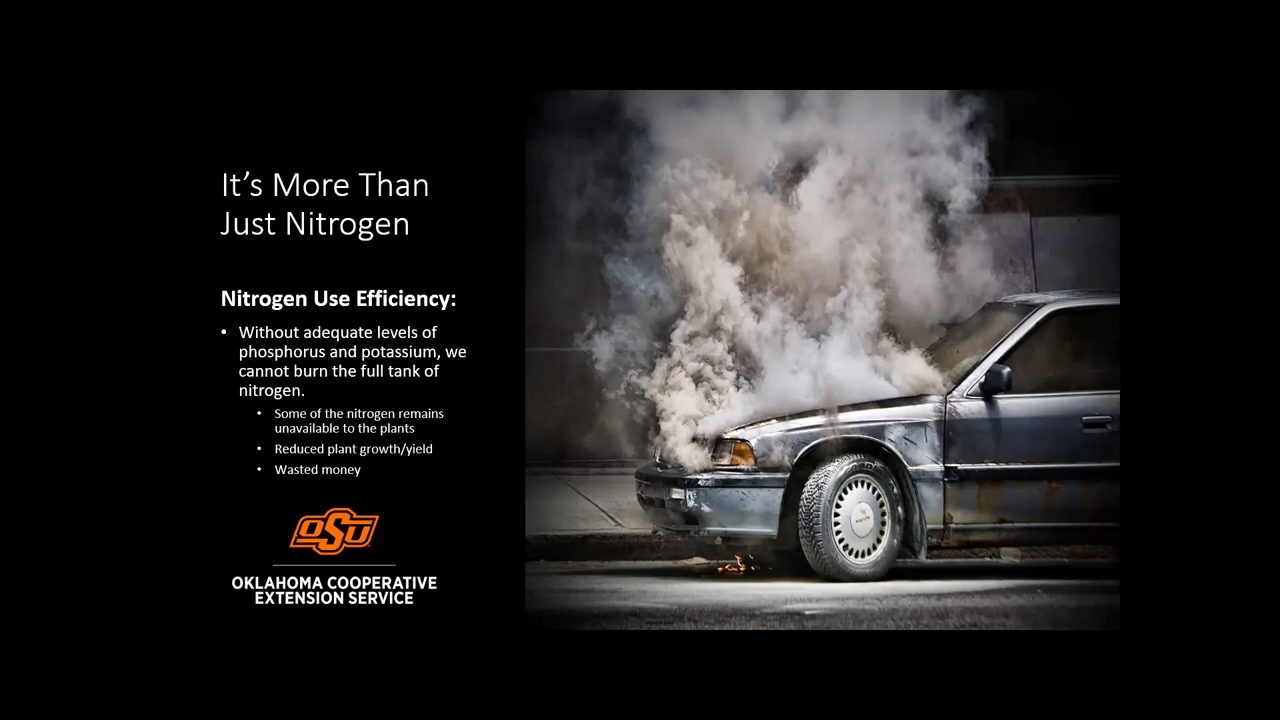 It's More Than
Just Nitrogen
Nitrogen Use Efficiency:
• Without adequate levels of
phosphorus and potassium, we
cannot burn the full tank of
nitrogen.
• Some of the nitrogen remains
unavailable to the plants
• Reduced plant growth/yield
• Wasted money
OSU
OKLAHOMA COOPERATIVE
EXTENSION SERVICE